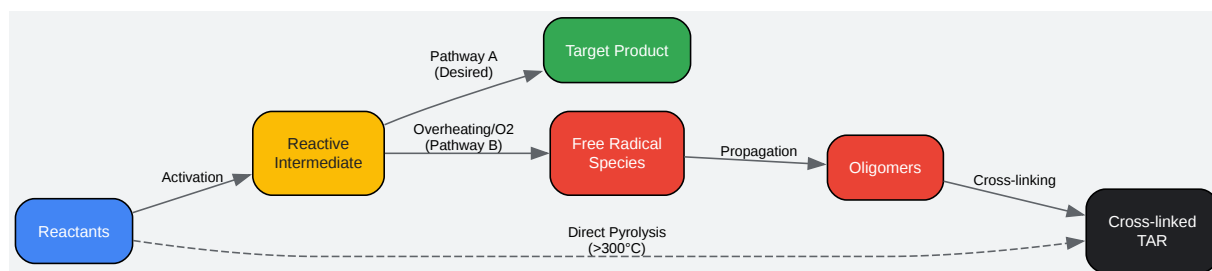 Target Product
Pathway A
(Desired)
Reactive
Intermediate
Overheating/O2
(Pathway B)
Free Radical
Species
Propagation
Oligomers
Cross-linking
Activation
Reactants
Direct Pyrolysis
(>300°C)
Cross-linked
TAR